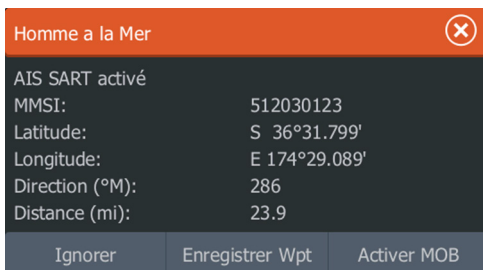 Homme a la Mer
AIS SART activé
MMSI: 512030123
Latitude: S 36°31.799'
Longitude: E 174°29.089'
Direction (°M): 286
Distance (mi): 23.9
Ignorer Enregistrer Wpt Activer MOB